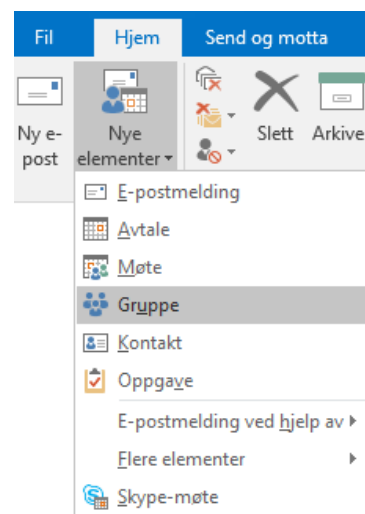 Fil Hjem Send og motta
Ny e-
post
Nye
elementer
Slett
Arkive
E-postmelding
Avtale
Møte
Gruppe
Kontakt
Oppgave
E-postmelding ved hjelp av
Flere elementer
Skype-møte